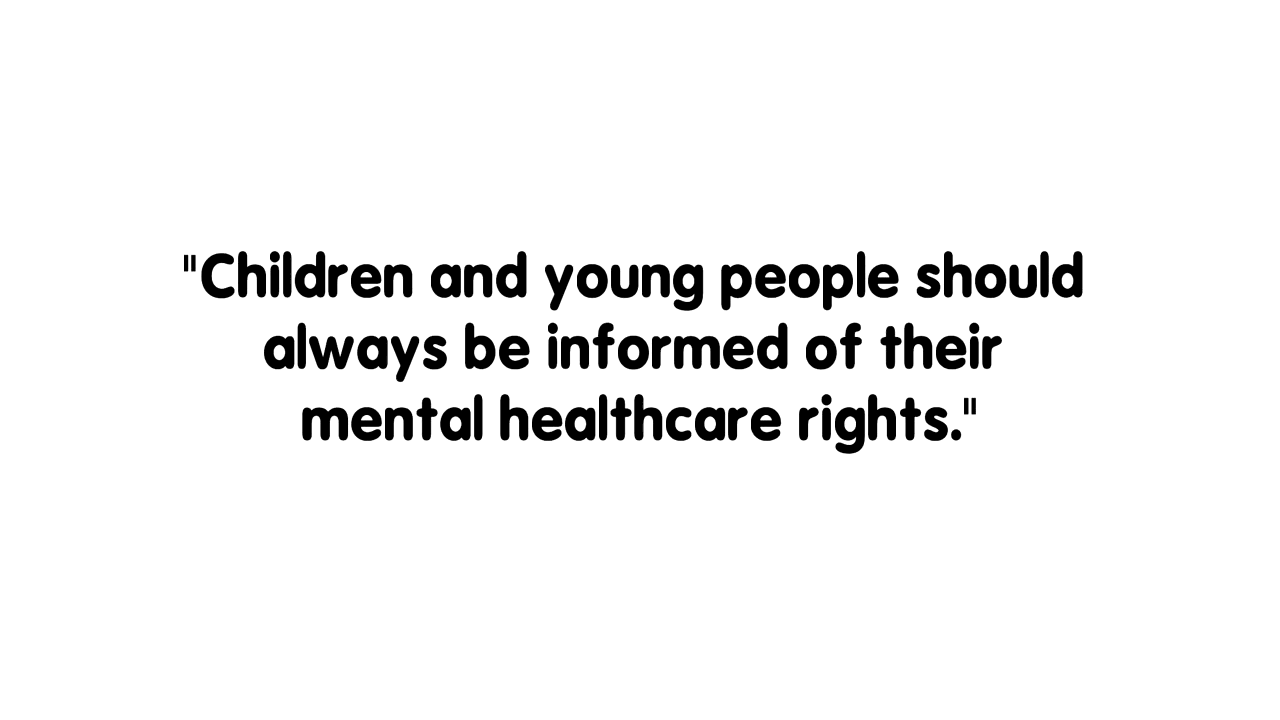 "Children and young people should
always be informed of their
mental healthcare rights."